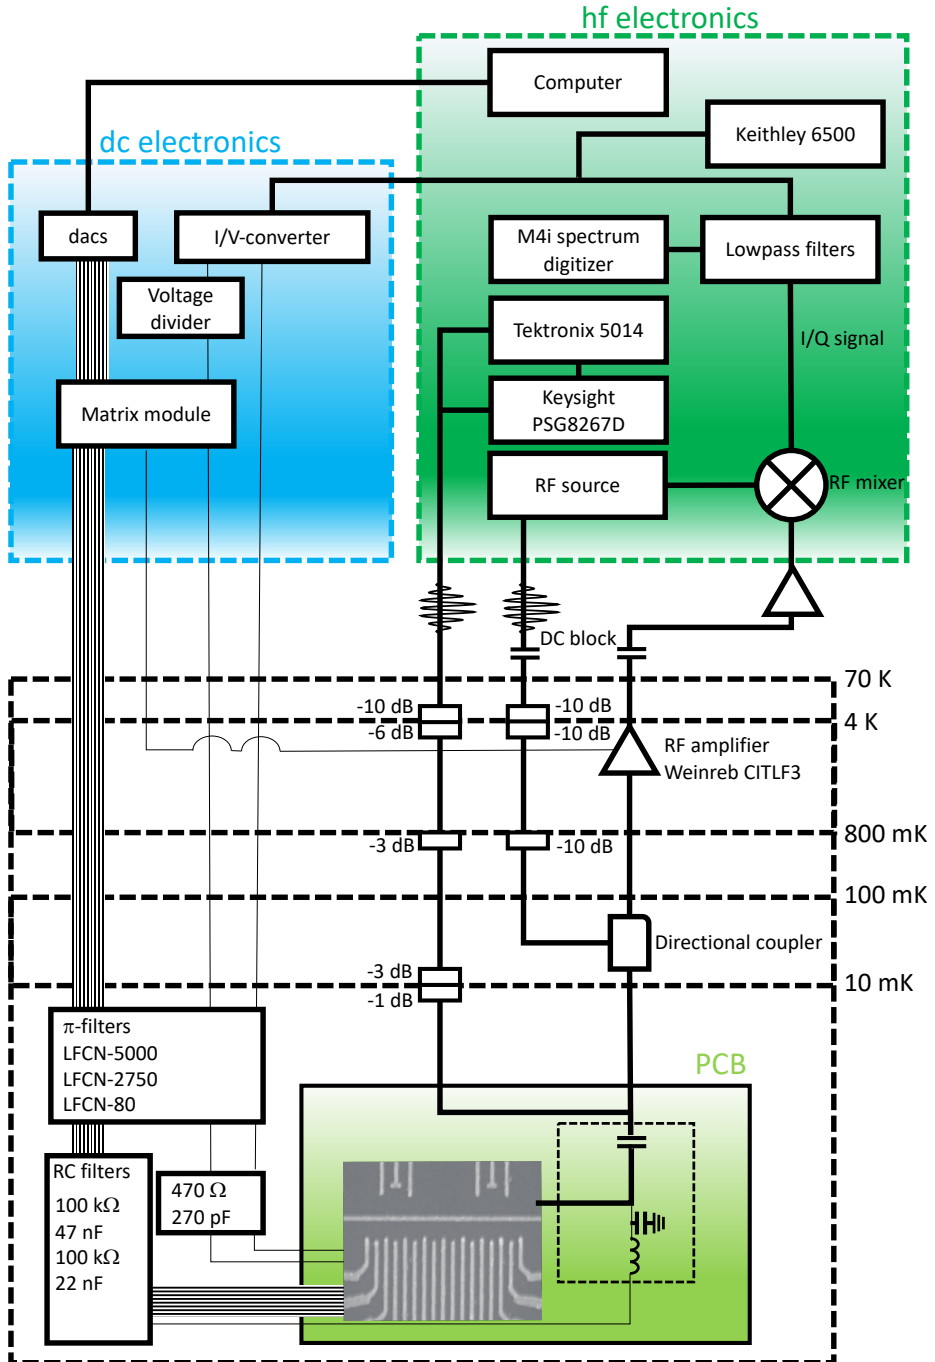 hf electronics
Computer
Keithley 6500
dc electronics
dacs
I/V-converter
M4i spectrum
digitizer
Lowpass filters
Voltage
divider
Tektronix 5014
I/Q signal
Matrix module
Keysight
PSG8267D
RF source
RF mixer
DC block
70 K
-10 dB
-10 dB
4 K
-6 dB
-10 dB
RF amplifier
Weinreb CITLF3
800 mK
-3 dB
-10 dB
100 mK
Directional coupler
-3 dB
10 mK
-1 dB
π-filters
LFCN-5000
LFCN-2750
LFCN-80
PCB
RC filters
100 kΩ
47 nF
100 kΩ
22 nF
470 Ω
270 pF